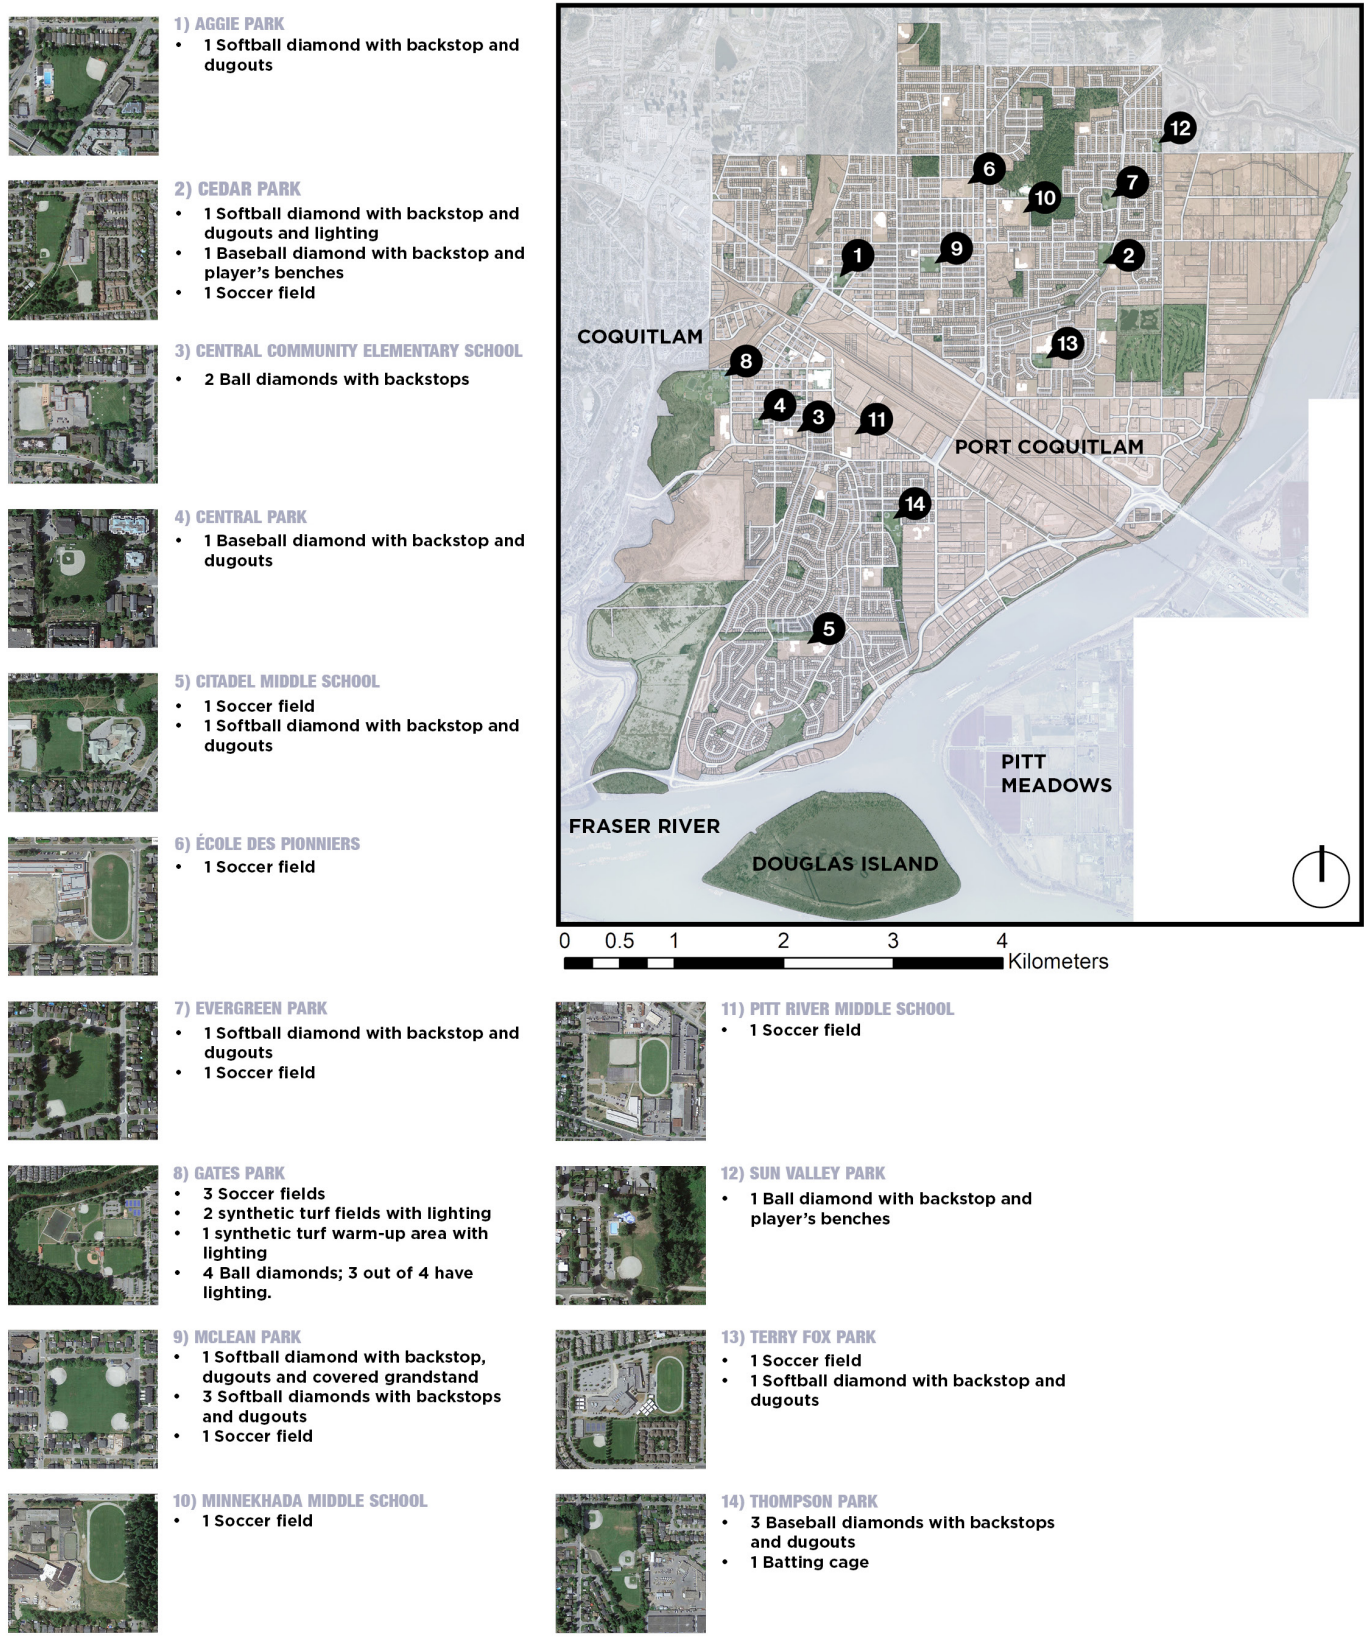 1) AGGIE PARK
• 1 Softball diamond with backstop and
dugouts
2) CEDAR PARK
• 1 Softball diamond with backstop and
dugouts and lighting
• 1 Baseball diamond with backstop and
player's benches
• 1 Soccer field
3) CENTRAL COMMUNITY ELEMENTARY SCHOOL
• 2 Ball diamonds with backstops
4) CENTRAL PARK
• 1 Baseball diamond with backstop and
dugouts
5) CITADEL MIDDLE SCHOOL
• 1 Soccer field
• 1 Softball diamond with backstop and
dugouts
6) ÉCOLE DES PIONNIERS
• 1 Soccer field
7) EVERGREEN PARK
• 1 Softball diamond with backstop and
dugouts
• 1 Soccer field
8) GATES PARK
• 3 Soccer fields
• 2 synthetic turf fields with lighting
• 1 synthetic turf warm-up area with
lighting
• 4 Ball diamonds; 3 out of 4 have
lighting.
9) MCLEAN PARK
• 1 Softball diamond with backstop,
dugouts and covered grandstand
• 3 Softball diamonds with backstops
and dugouts
• 1 Soccer field
10) MINNEKHADA MIDDLE SCHOOL
• 1 Soccer field
12
6
7
10
1
9
2
COQUITLAM
13
8
4
3
11
PORT COQUITLAM
14
5
PITT
MEADOWS
FRASER RIVER
DOUGLAS ISLAND
0 0.5 1 2 3 4
Kilometers
11) PITT RIVER MIDDLE SCHOOL
• 1 Soccer field
12) SUN VALLEY PARK
• 1 Ball diamond with backstop and
player's benches
13) TERRY FOX PARK
• 1 Soccer field
• 1 Softball diamond with backstop and
dugouts
14) THOMPSON PARK
• 3 Baseball diamonds with backstops
and dugouts
• 1 Batting cage